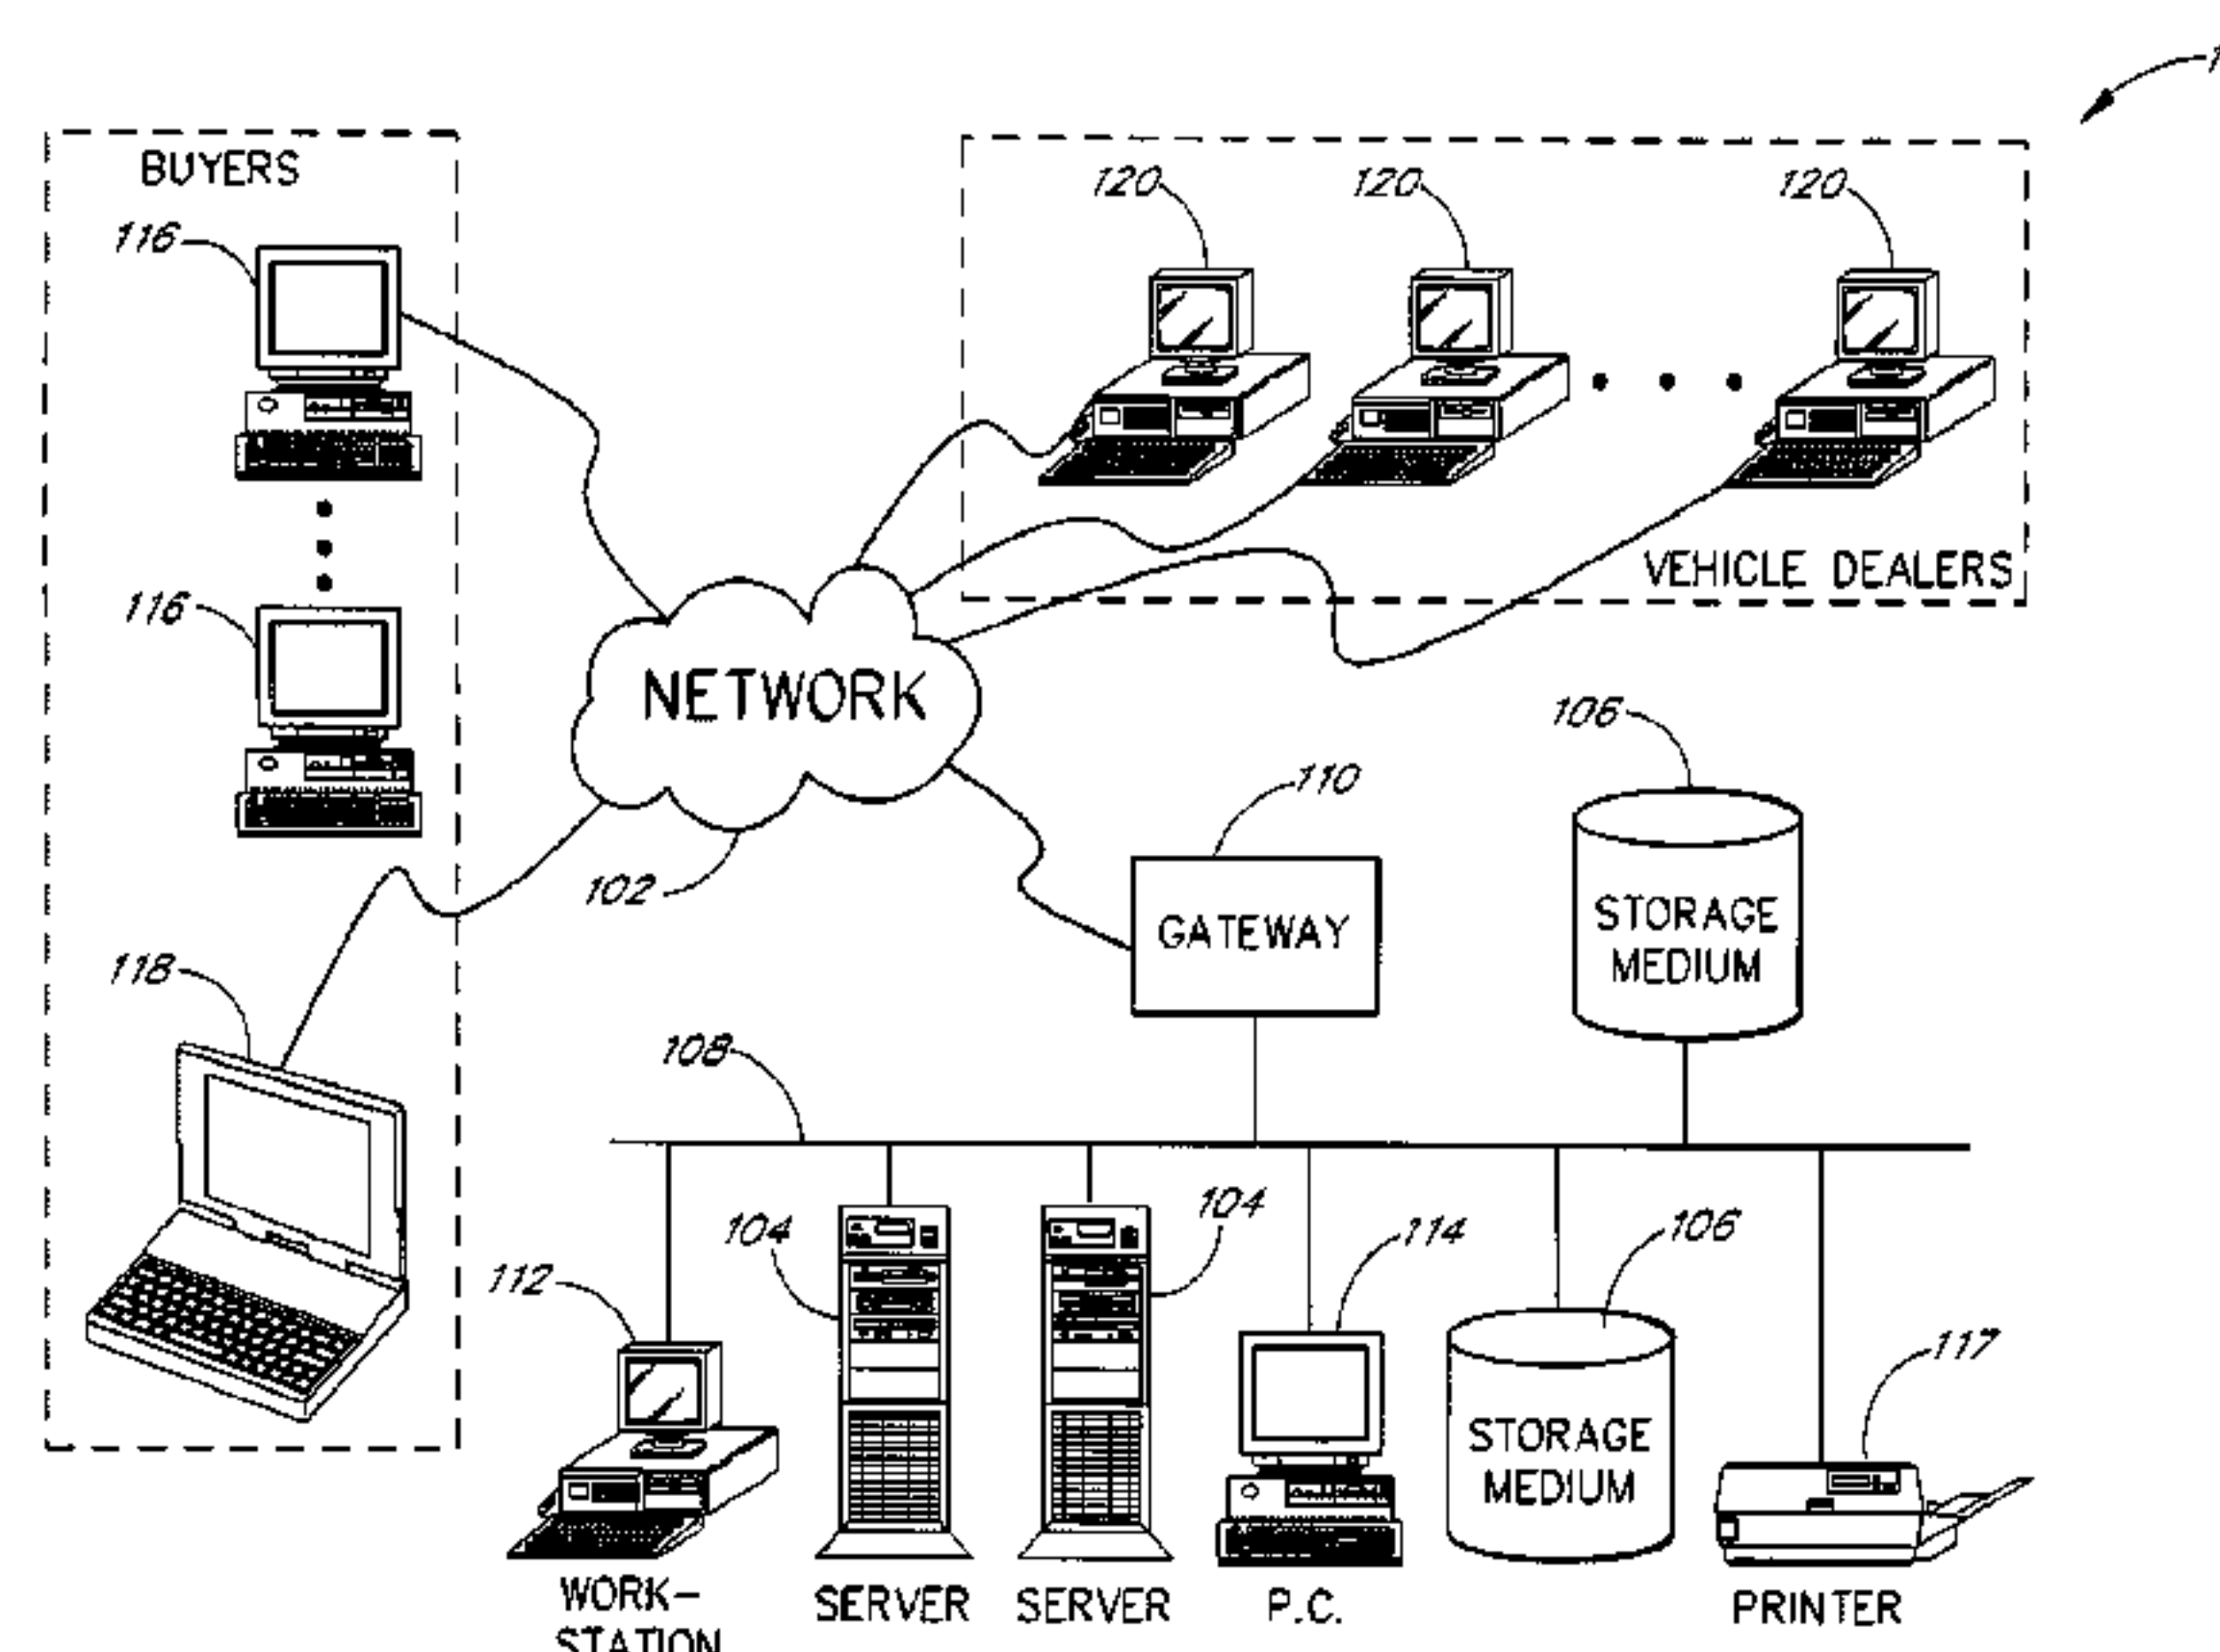 BUYERS
116
120
120
120
116
VEHICLE DEALERS
NETWORK
106
110
102
GATEWAY
STORAGE
MEDIUM
118
108
104
104
114
106
112
117
STORAGE
MEDIUM
WORK-
STATION
SERVER
SERVER
P.C.
PRINTER